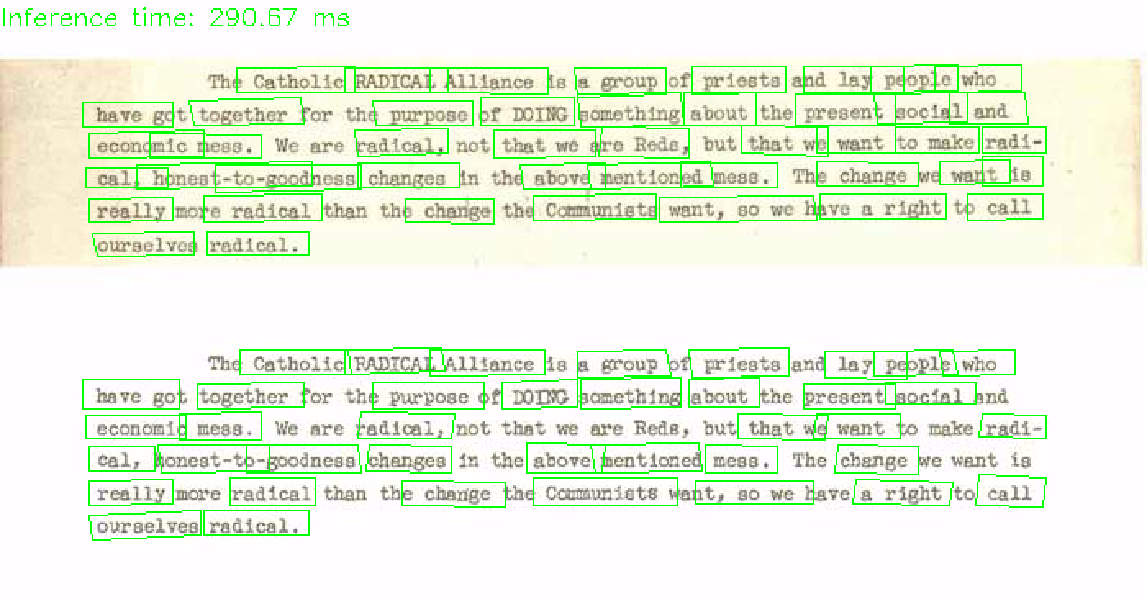 Inference time: 290.67 ms
The Catholic RADICAL Alliance is a group of priests and lay people who
have got together for the purpose of DOING something about the present social and
economic mess. We are radical, not that we are Reds, but that we want to make radi-
cal, honest-to-goodness changes in the above mentioned mess. The change we want is
really more radical than the change the Communists want, so we have a right to call
ourselves radical.
The Catholic RADICAL Alliance is a group of priests and lay people who
have got together for the purpose of DOING something about the present social and
economic mess. We are radical, not that we are Reds, but that we want to make radi-
cal, honest-to-goodness changes in the above mentioned mess. The change we want is
really more radical than the change the Communists want, so we have a right to call
ourselves radical.